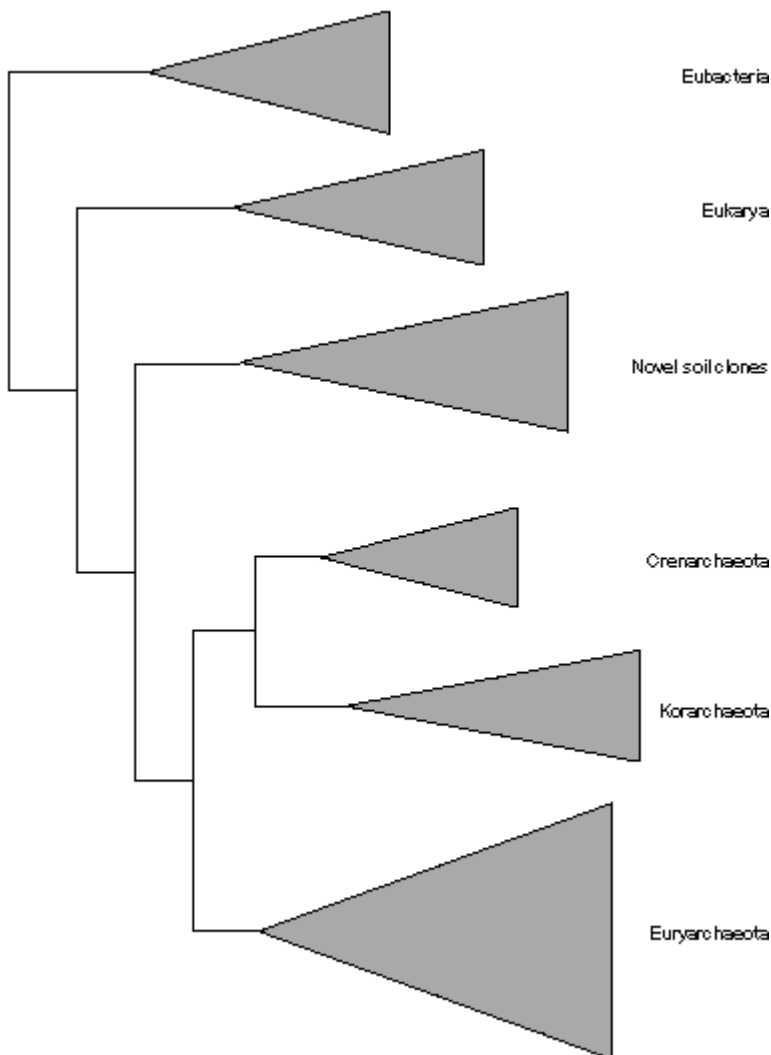 Eubacteria
Eukarya
Novel soil clones
Crenarchaeota
Korarchaeota
Euryarchaeota